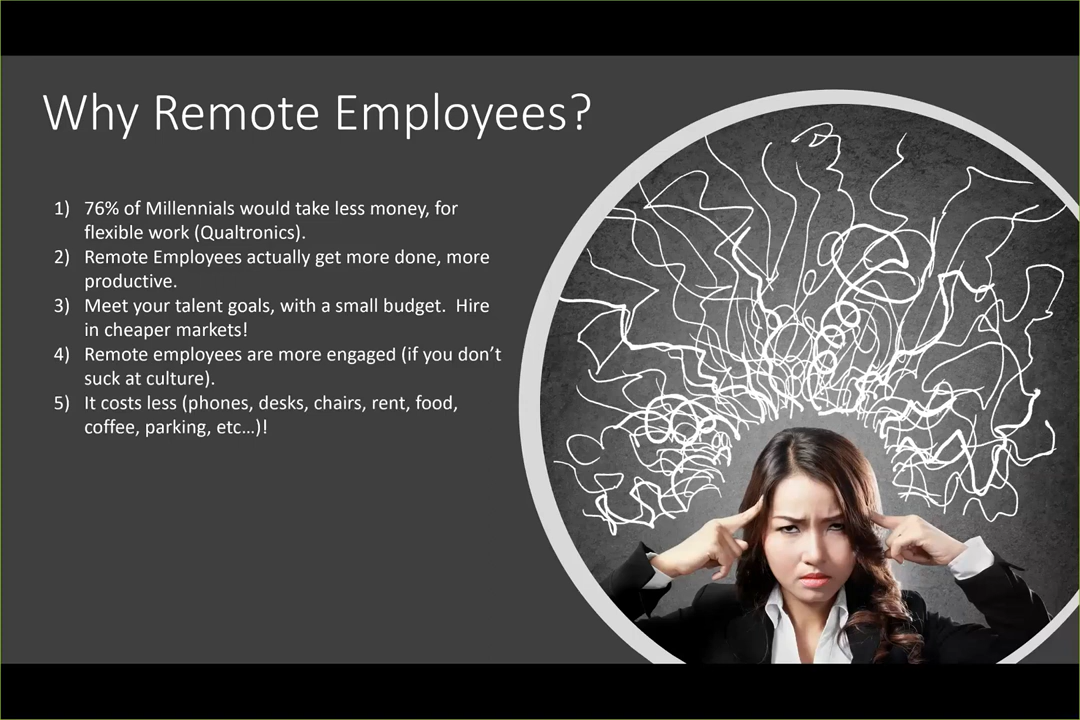 Why Remote Employees?
1) 76% of Millennials would take less money, for
flexible work (Qualtronics).
2) Remote Employees actually get more done, more
productive.
3) Meet your talent goals, with a small budget.  Hire
in cheaper markets!
4) Remote employees are more engaged (if you don't
suck at culture).
5) It costs less (phones, desks, chairs, rent, food,
coffee, parking, etc…)!